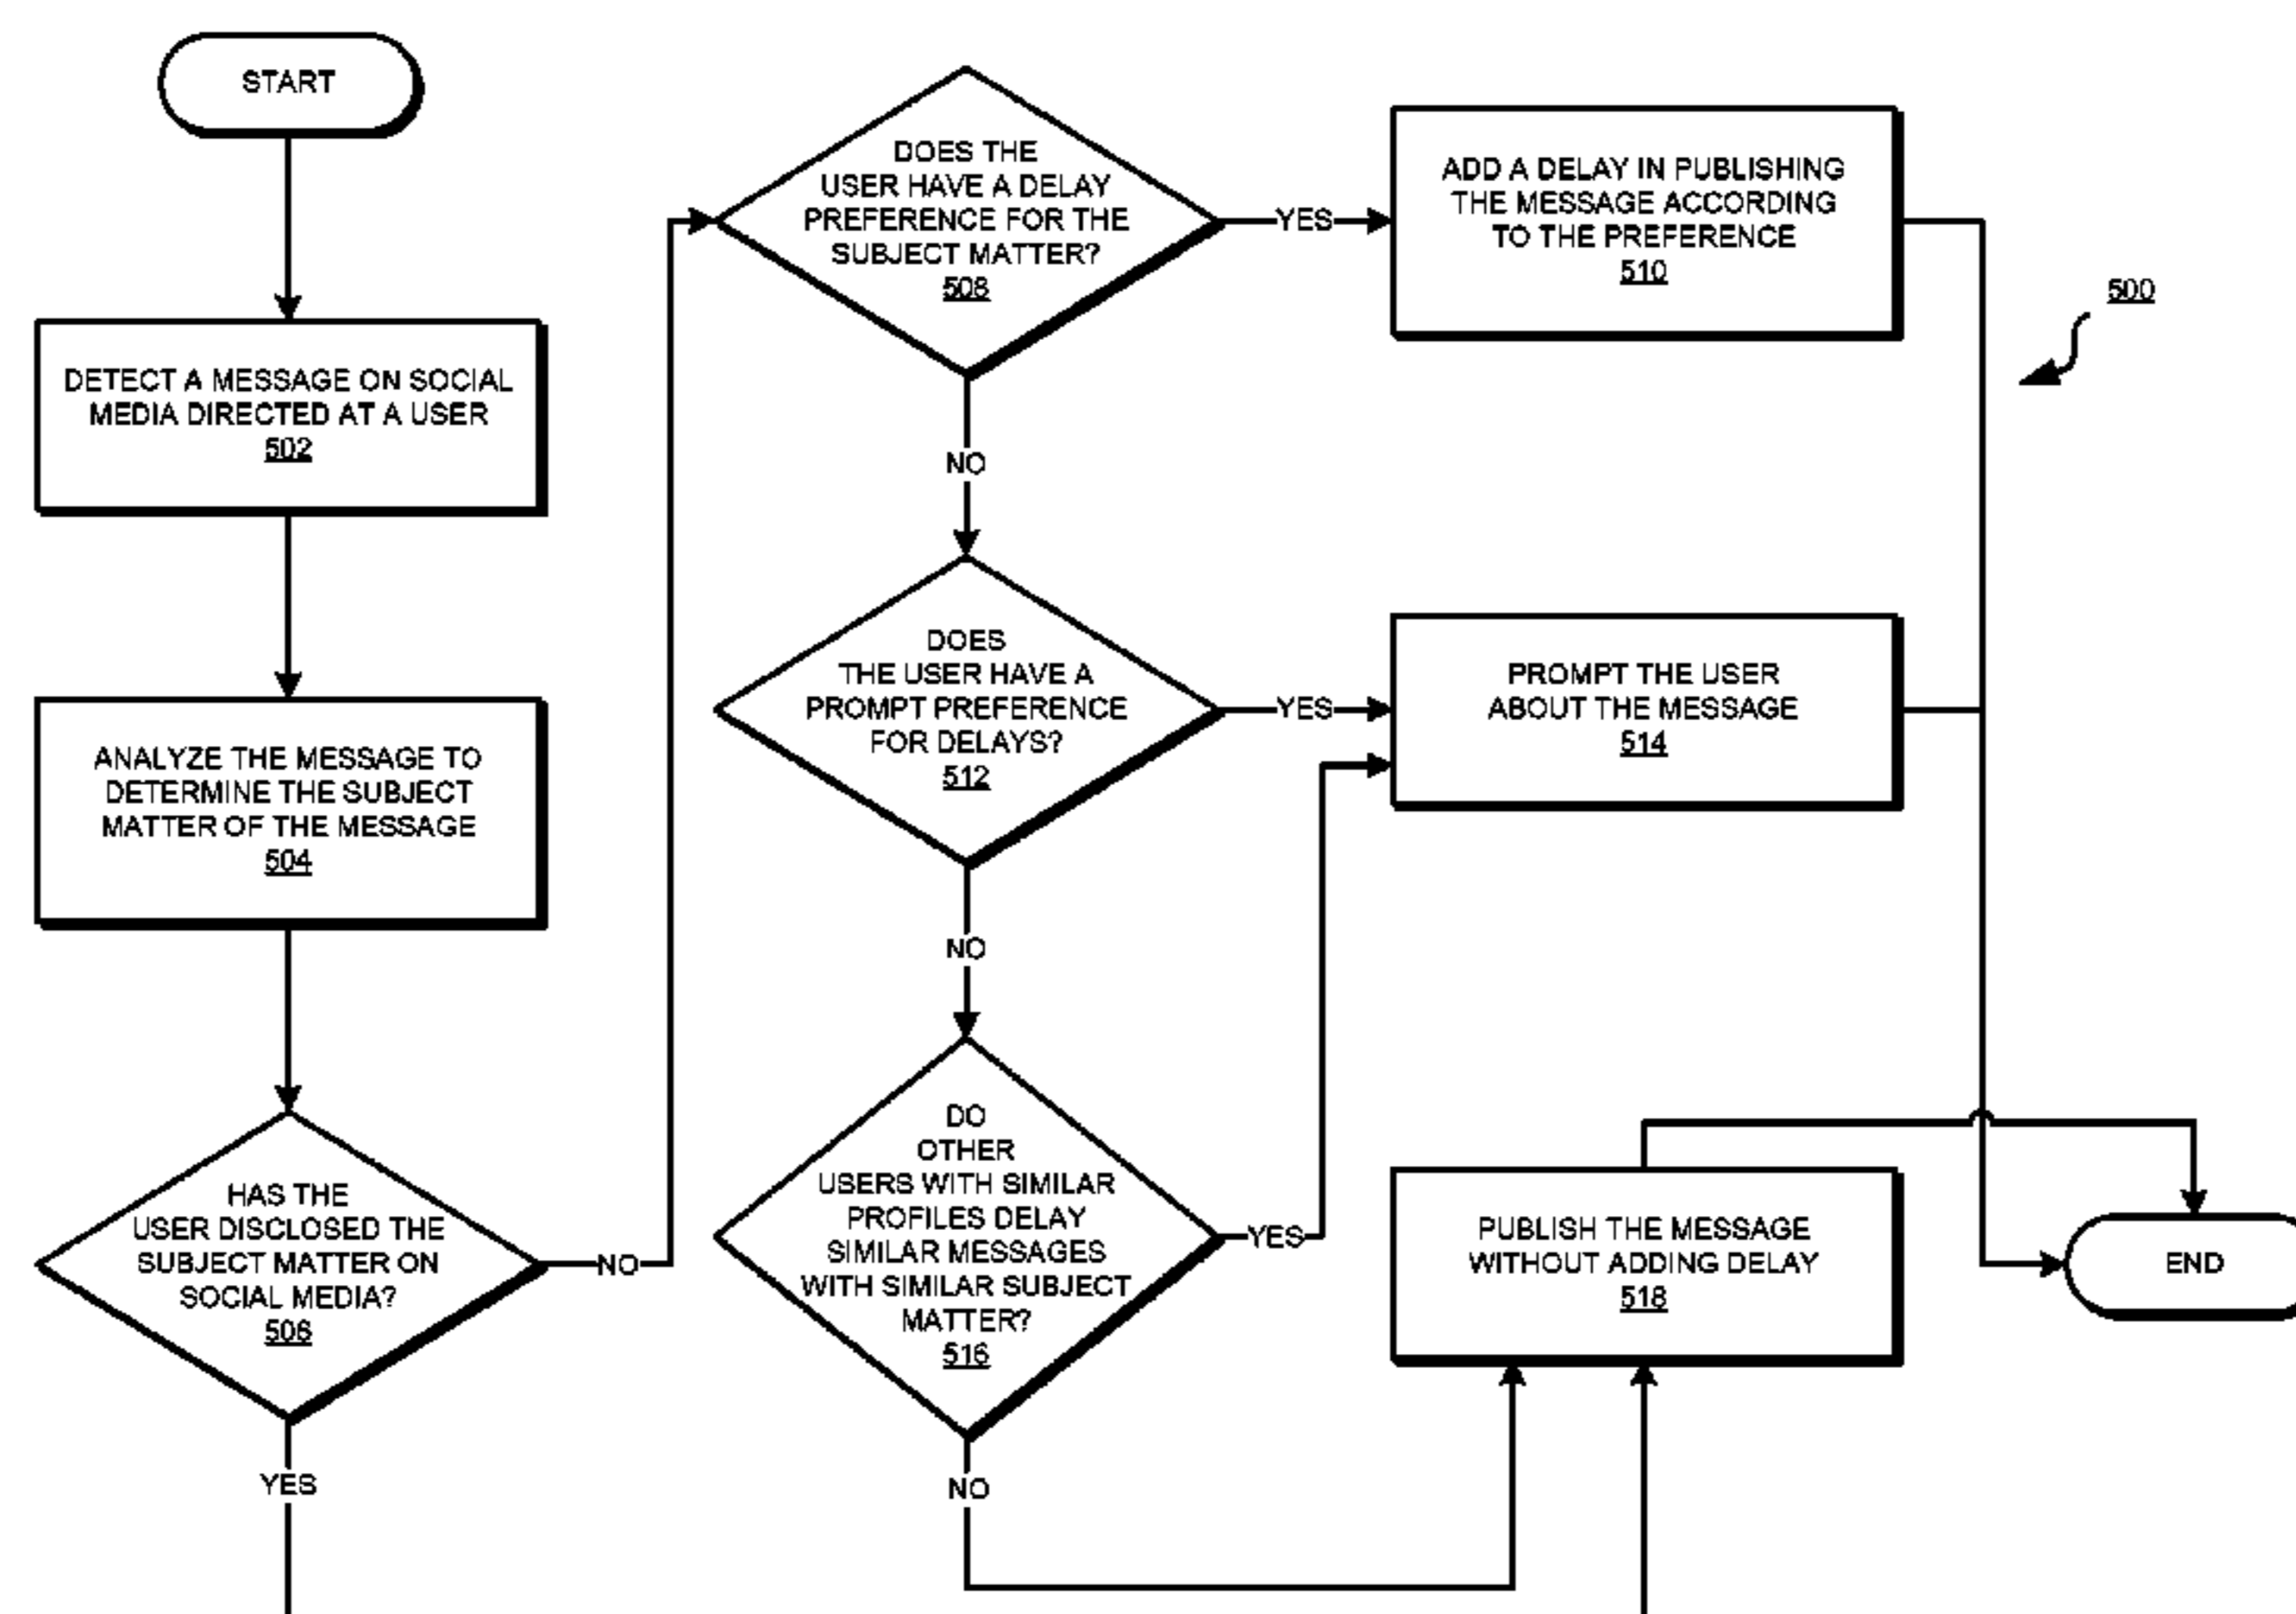 START
DETECT A MESSAGE ON SOCIAL
MEDIA DIRECTED AT A USER
502
ANALYZE THE MESSAGE TO
DETERMINE THE SUBJECT
MATTER OF THE MESSAGE
504
HAS THE
USER DISCLOSED THE
SUBJECT MATTER ON
SOCIAL MEDIA?
506
NO
YES
DOES THE
USER HAVE A DELAY
PREFERENCE FOR THE
SUBJECT MATTER?
508
YES
NO
ADD A DELAY IN PUBLISHING
THE MESSAGE ACCORDING
TO THE PREFERENCE
510
500
DOES
THE USER HAVE A
PROMPT PREFERENCE
FOR DELAYS?
512
YES
NO
PROMPT THE USER
ABOUT THE MESSAGE
514
DO
OTHER
USERS WITH SIMILAR
PROFILES DELAY
SIMILAR MESSAGES
WITH SIMILAR SUBJECT
MATTER?
516
YES
NO
PUBLISH THE MESSAGE
WITHOUT ADDING DELAY
518
END